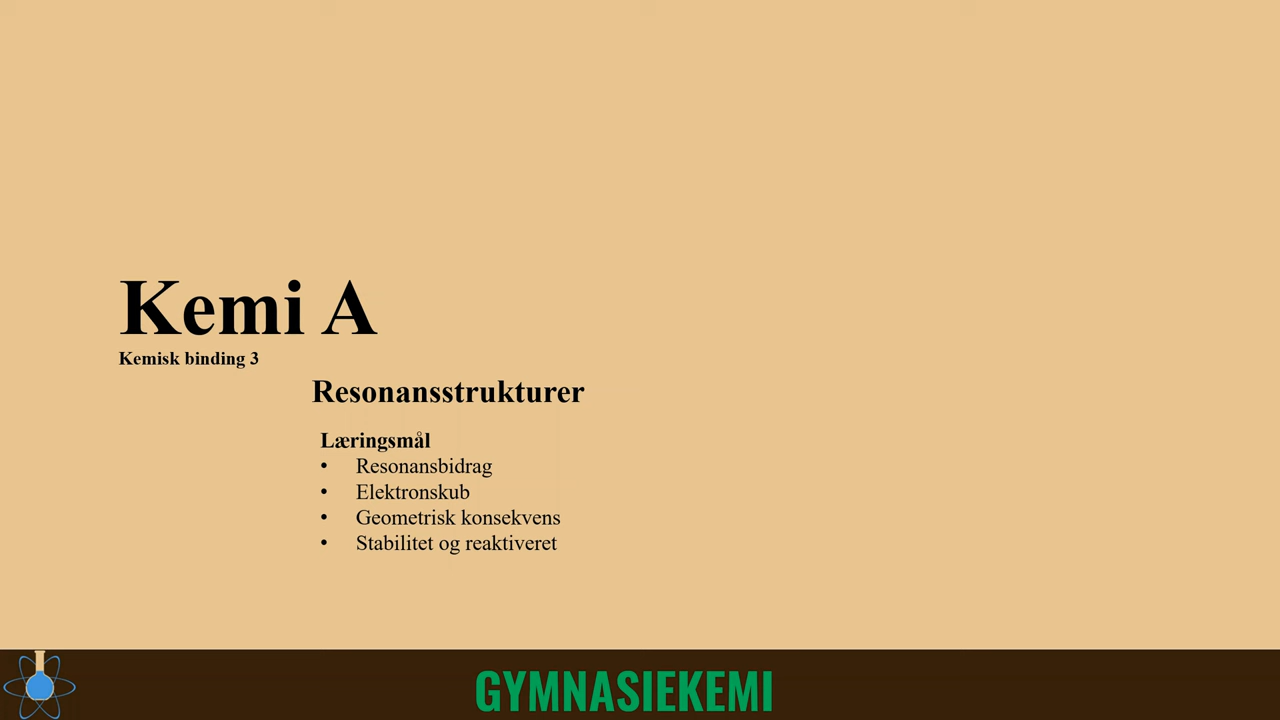 Kemi A
Kemisk binding 3
Resonansstrukturer
Læringsmål
• Resonansbidrag
• Elektronskub
• Geometrisk konsekvens
• Stabilitet og reaktiveret
GYMNASIEKEMI